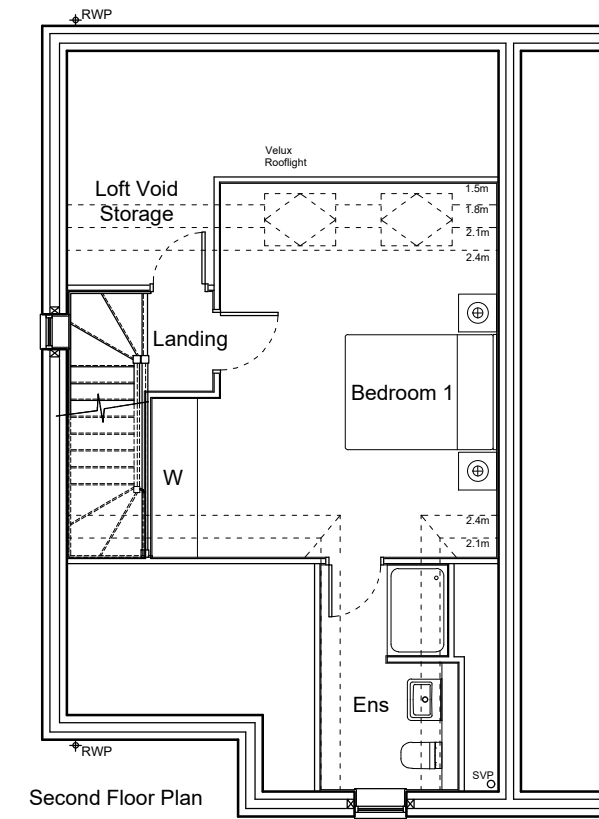 RWP
Velux
Rooflight
Loft Void
Storage
1.5m
1.8m
2.1m
2.4m
Landing
Bedroom 1
W
2.4m
2.1m
Ens
RWP
SVP
Second Floor Plan